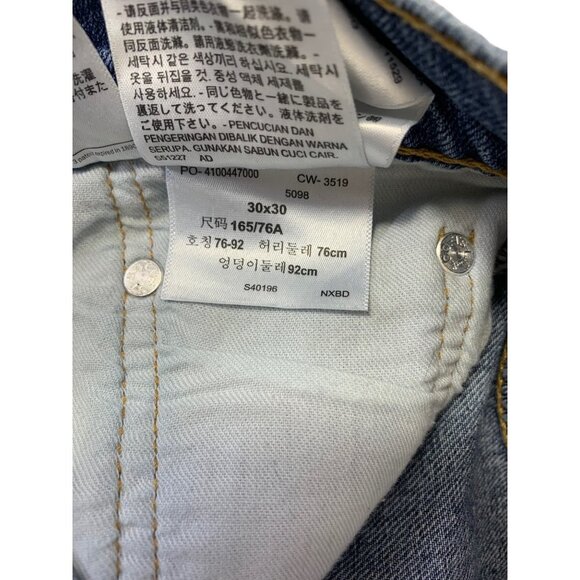 - 请反面并与同类色衣物一起洗涤。请
使用液体清洁剂。
同反面洗滌。請用液態洗衣劑洗滌。-
세탁시 같은 색상끼리 하십시요. 세탁시
옷을 뒤집을 것. 중성 액체 세제를
사용하세요. - 同じ色物と一緒に製品を
裏返して洗ってください。液体洗剤を
ご使用下さい。- PENCUCIAN DAN
PENGERINGAN DIBALIK DENGAN WARNA
SERUPA. GUNAKAN SABUN CUCI CAIR.
SS1227 AD
PO- 4100447000 CW- 3519
5098
30x30
尺码 165/76A
호칭 76-92 허리둘레 76cm
엉덩이둘레 92cm
S40196 NXBD